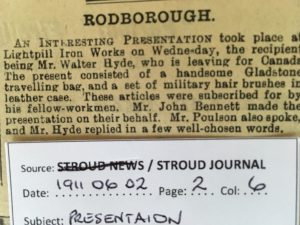 RODBOROUGH.
AN INTERESTING PRESENTATION took place at
Lightpill Iron Works on Wednesday, the recipient
being Mr. Walter Hyde, who is leaving for Canada
The present consisted of a handsome Gladstone
travelling bag, and a set of military hair brushes in
leather case. These articles were subscribed for by
his fellow-workmen. Mr. John Bennett made the
presentation on their behalf. Mr. Poulson also spoke,
and Mr. Hyde replied in a few well-chosen words.
Source: STROUD NEWS / STROUD JOURNAL
Date: 1911 06 02 Page: 2 Col: 6
Subject: PRESENTAION